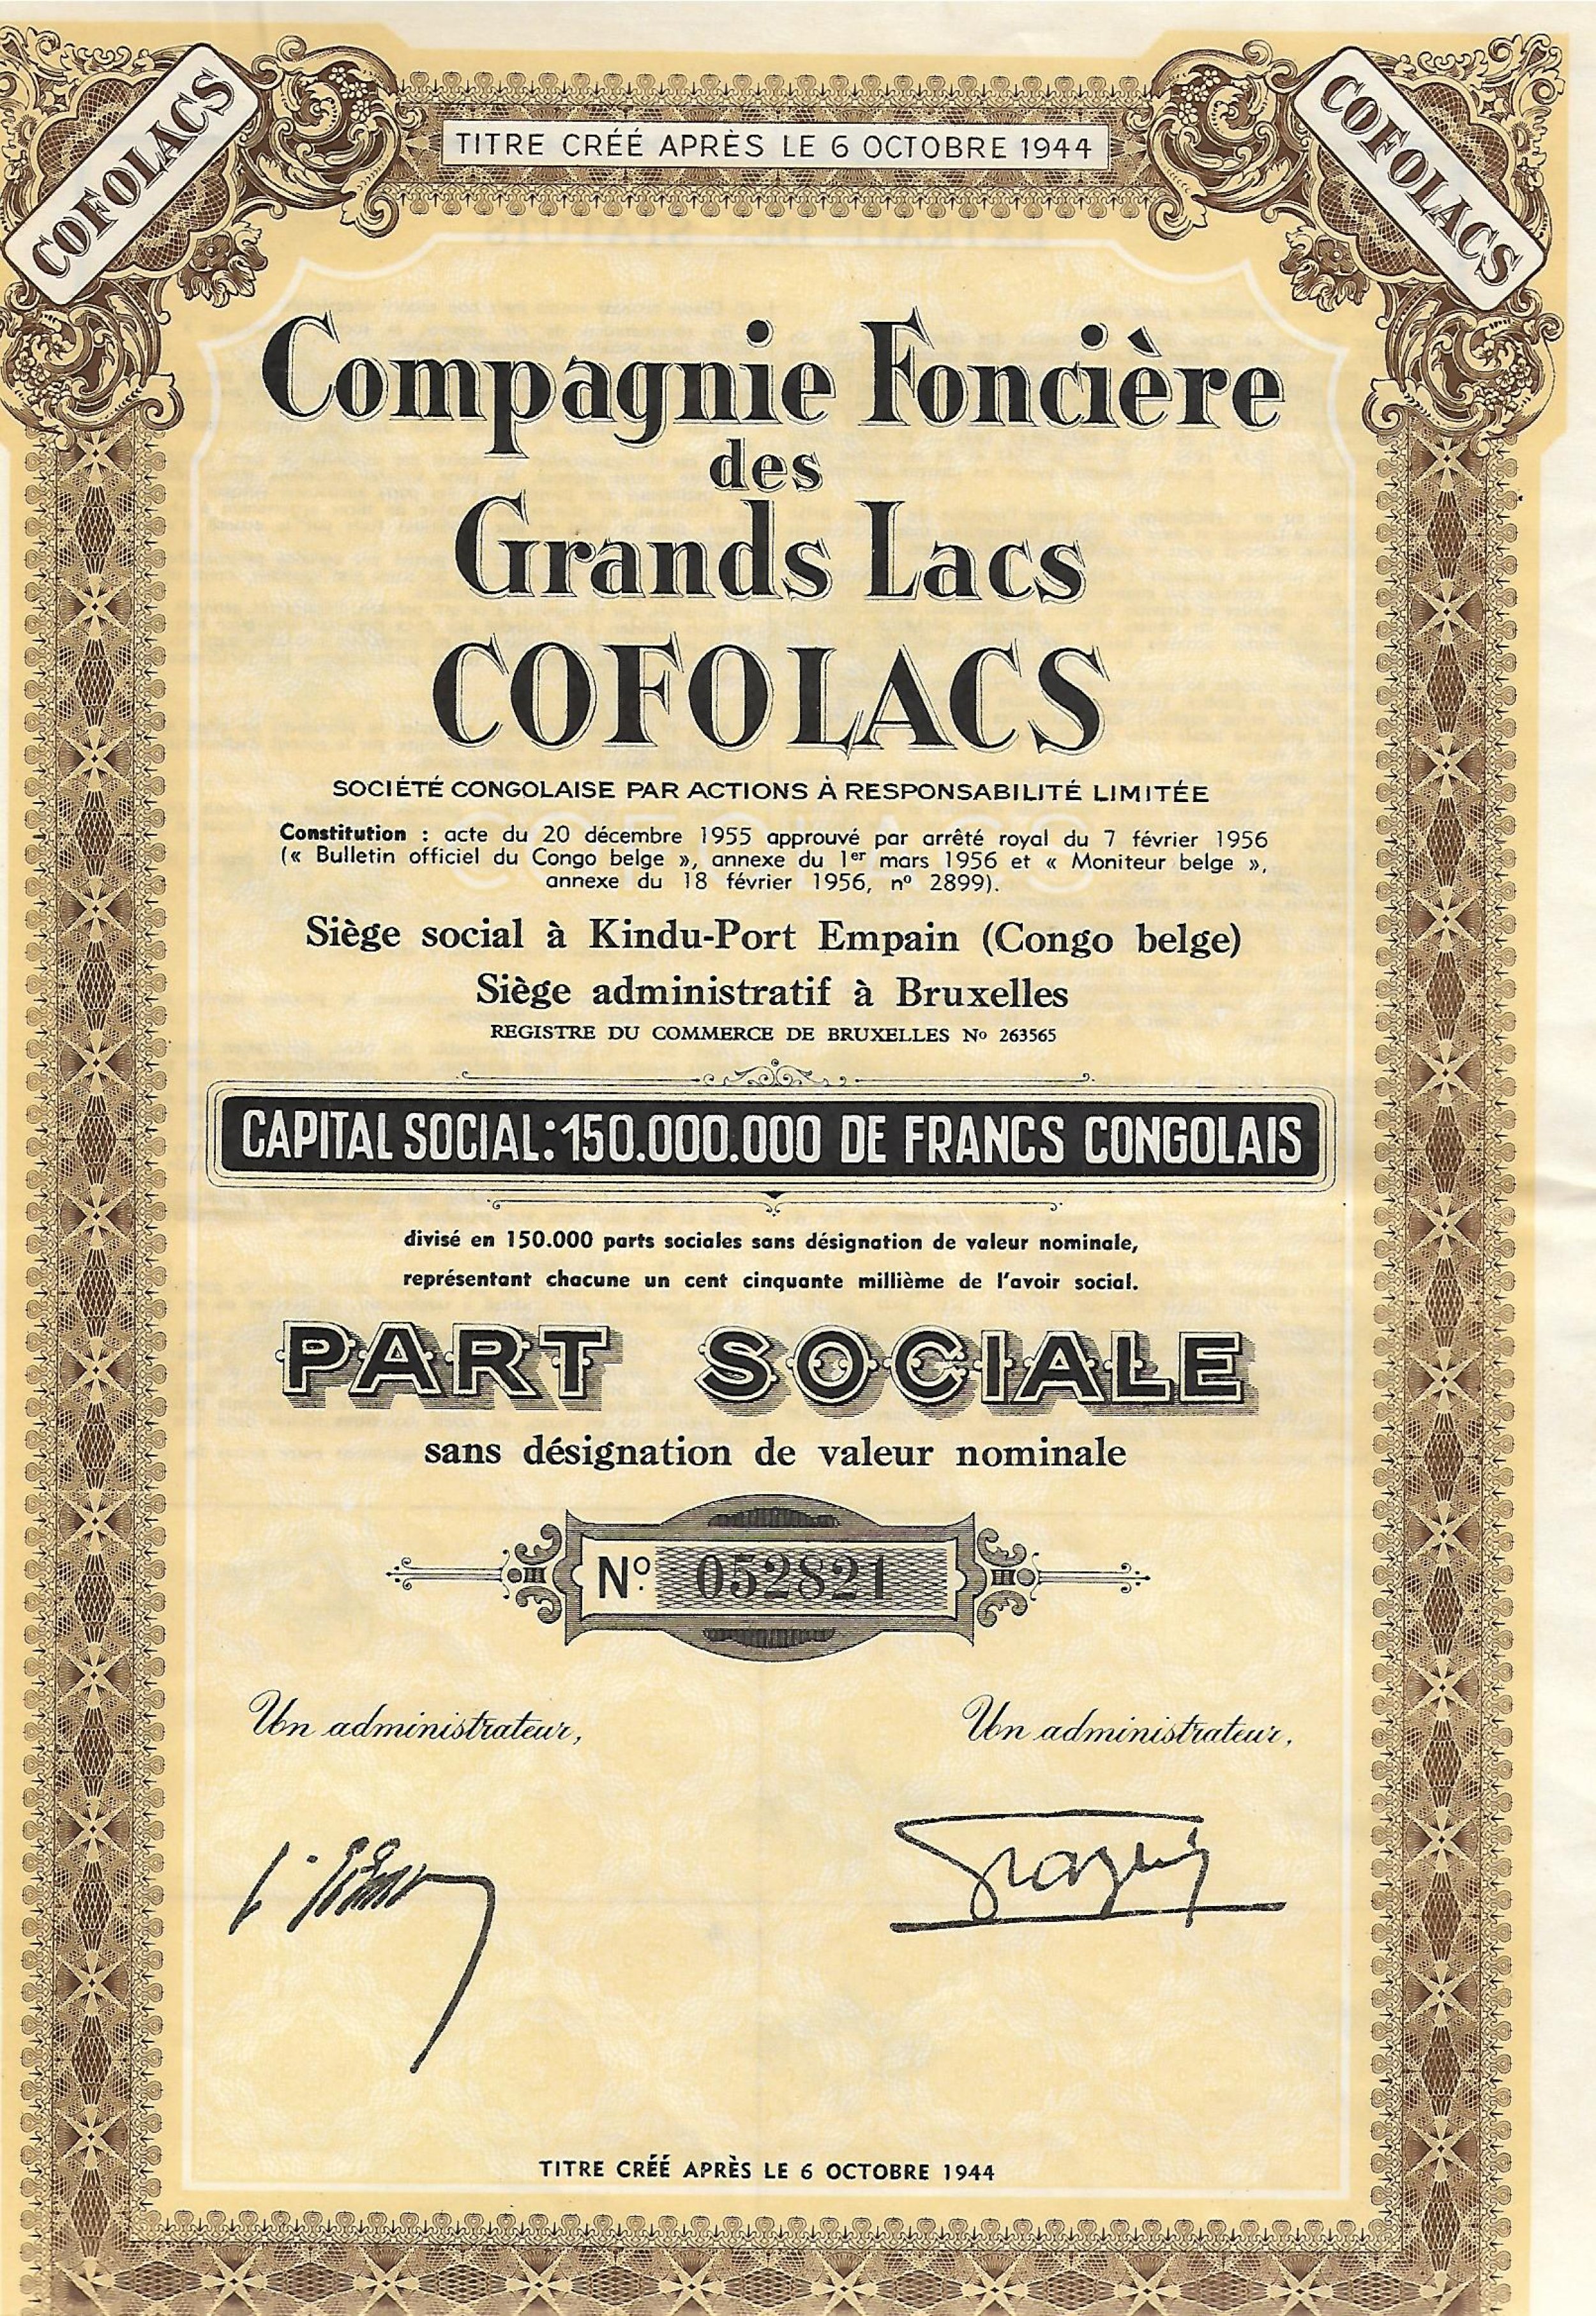 TITRE CRÉÉ APRÈS LE 6 OCTOBRE 1944
COFOLACS
COFOLACS
Compagnie Foncière
des
Grands Lacs
COFOLACS
SOCIÉTÉ CONGOLAISE PAR ACTIONS À RESPONSABILITÉ LIMITÉE
Constitution : acte du 20 décembre 1955 approuvé par arrêté royal du 7 février 1956
(« Bulletin officiel du Congo belge », annexe du 1er mars 1956 et « Moniteur belge »,
annexe du 18 février 1956, nº 2899).
Siège social à Kindu-Port Empain (Congo belge)
Siège administratif à Bruxelles
REGISTRE DU COMMERCE DE BRUXELLES Nº 263565
CAPITAL SOCIAL: 150.000.000 DE FRANCS CONGOLAIS
divisé en 150.000 parts sociales sans désignation de valeur nominale,
représentant chacune un cent cinquante millième de l'avoir social.
PART SOCIALE
sans désignation de valeur nominale
Nº 052821
Un administrateur,
Un administrateur,
TITRE CRÉÉ APRÈS LE 6 OCTOBRE 1944